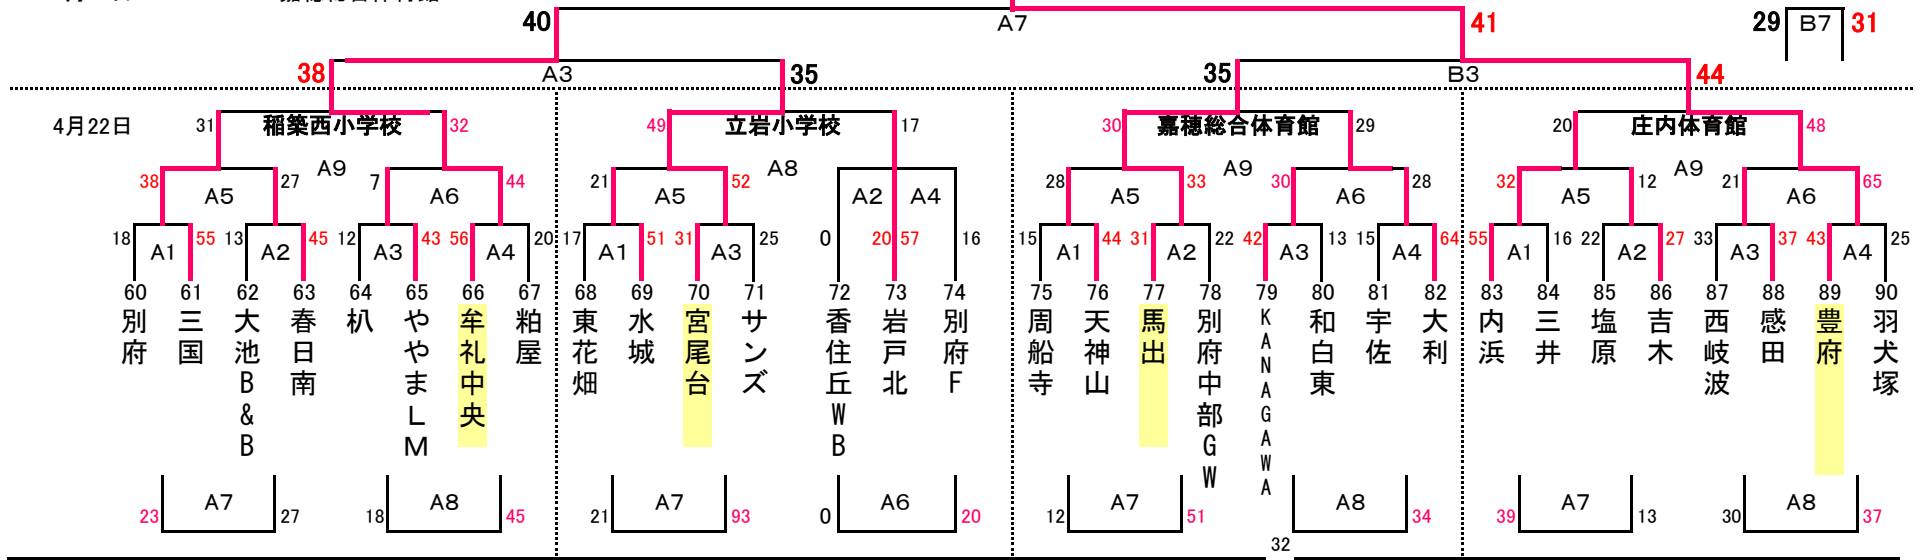 40 A7 41 29 B7 31
38 A3 35 35 B3 44
4月22日 31 稲築西小学校 32 49 立岩小学校 17 30 嘉穂総合体育館 29 20 庄内体育館 48
A9 A8 A9 A9
38 A5 27 7 A6 44 21 A5 52 A2 A4 28 A5 33 30 A6 28 32 A5 12 21 A6 65
18 A1 55 13 A2 45 12 A3 43 56 A4 20 17 A1 51 31 A3 25 0 20 57 16 15 A1 44 31 A2 22 42 A3 13 15 A4 64 55 A1 16 22 A2 27 33 A3 37 43 A4 25
60 61 62 63 64 65 66 67 68 69 70 71 72 73 74 75 76 77 78 79 80 81 82 83 84 85 86 87 88 89 90
別府
三国
大池B&B
春日南
朳
ややまLM
牟礼中央
粕屋
東花畑
水城
宮尾台
サンズ
香住丘WB
岩戸北
別府F
周船寺
天神山
馬出
別府中部GW
KANAGAWA
和白東
宇佐
大利
内浜
三井
塩原
吉木
西岐波
感田
豊府
羽犬塚
23 A7 27 18 A8 45 21 A7 93 0 A6 20 12 A7 51 32 A8 34 39 A7 13 30 A8 37